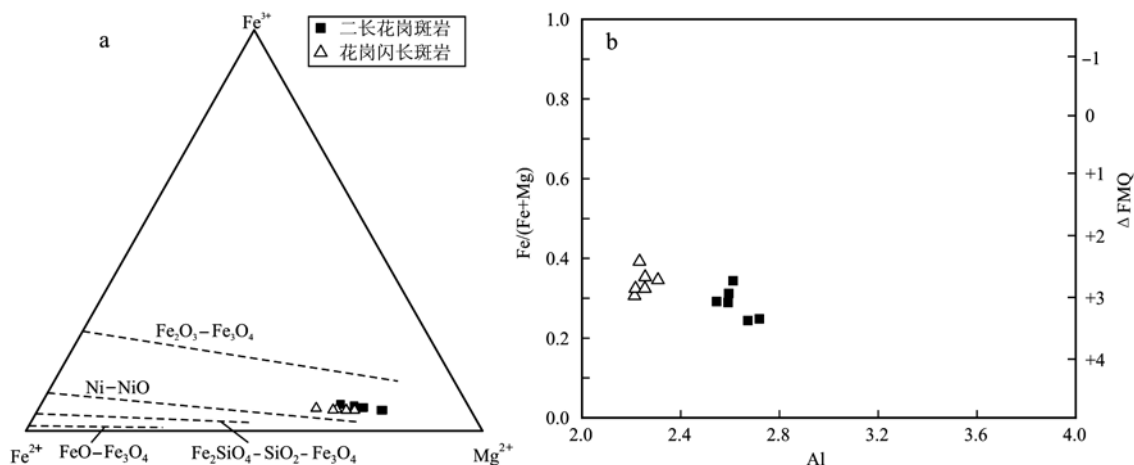 a
Fe³⁺
■ 二长花岗斑岩
△ 花岗闪长斑岩
Fe₂O₃−Fe₃O₄
Ni−NiO
Fe²⁺
FeO−Fe₃O₄
Fe₂SiO₄−SiO₂−Fe₃O₄
Mg²⁺
b
Fe/(Fe+Mg)
1.0
0.8
0.6
0.4
0.2
0.0
2.0 2.4 2.8 3.2 3.6 4.0
Al
−1
0
+1
+2
+3
+4
Δ FMQ